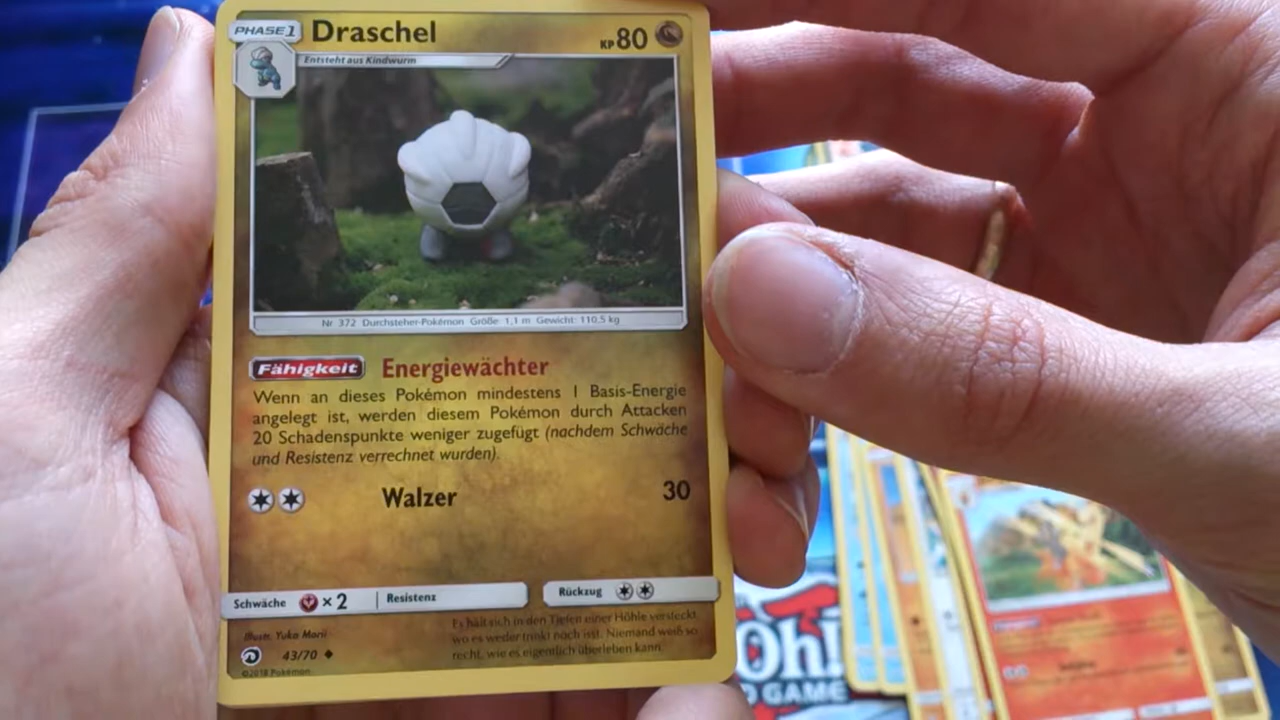 PHASE 1 Draschel KP 80
Entsteht aus Kindwurm
Nr. 372 Durchsteher-Pokémon Größe: 1,1 m Gewicht: 110,5 kg
Fähigkeit Energiewächter
Wenn an dieses Pokémon mindestens 1 Basis-Energie
angelegt ist, werden diesem Pokémon durch Attacken
20 Schadenspunkte weniger zugefügt (nachdem Schwäche
und Resistenz verrechnet wurden).
Walzer 30
Schwäche ×2 Resistenz Rückzug
Illustr. Yuka Morii
43/70
©2018 Pokémon
Es hält sich in den Tiefen einer Höhle versteckt,
wo es weder trinkt noch isst. Niemand weiß so
recht, wie es eigentlich überleben kann.
Oh!
GAME